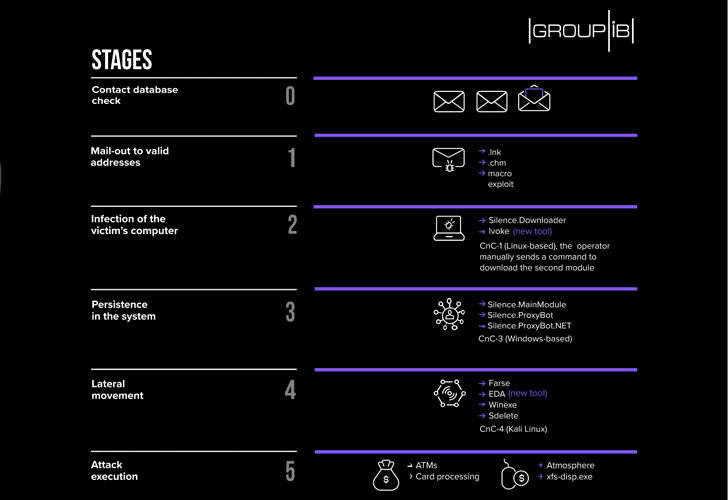 GROUP iB
STAGES
Contact database
check
0
Mail-out to valid
addresses
1
→ .lnk
→ .chm
→ macro
exploit
Infection of the
victim's computer
2
→ Silence.Downloader
→ Ivoke (new tool)
CnC-1 (Linux-based), the operator
manually sends a command to
download the second module
Persistence
in the system
3
→ Silence.MainModule
→ Silence.ProxyBot
→ Silence.ProxyBot.NET
CnC-3 (Windows-based)
Lateral
movement
4
→ Farse
→ EDA (new tool)
→ Winexe
→ Sdelete
CnC-4 (Kali Linux)
Attack
execution
5
→ ATMs
→ Card processing
→ Atmosphere
→ xfs-disp.exe